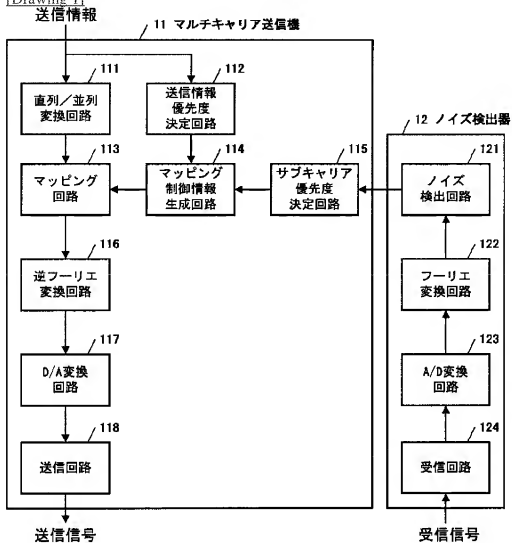 [Drawing 1]
送信情報
11 マルチキャリア送信機
111
直列／並列
変換回路
112
送信情報
優先度
決定回路
12 ノイズ検出器
113
マッピング
回路
114
マッピング
制御情報
生成回路
115
サブキャリア
優先度
決定回路
121
ノイズ
検出回路
116
逆フーリエ
変換回路
122
フーリエ
変換回路
117
D/A変換
回路
123
A/D変換
回路
118
送信回路
124
受信回路
送信信号
受信信号